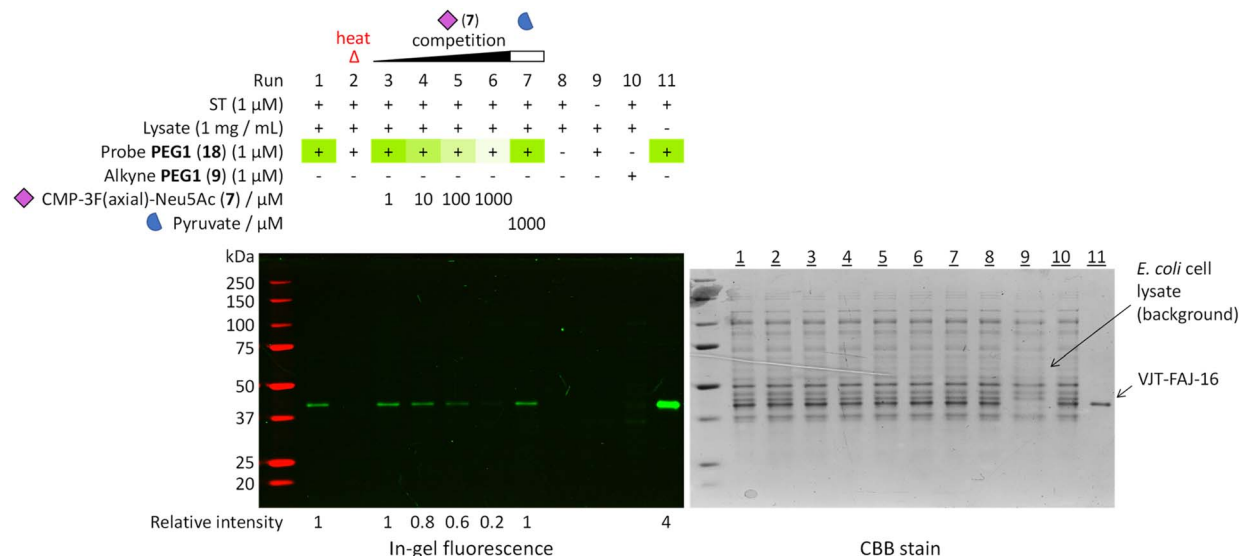 (7)
heat
Δ
competition
Run 1 2 3 4 5 6 7 8 9 10 11
ST (1 μM) + + + + + + + + - + +
Lysate (1 mg / mL) + + + + + + + + + + -
Probe PEG1 (18) (1 μM) + + + + + + + - + - +
Alkyne PEG1 (9) (1 μM) - - - - - - - - - + -
CMP-3F(axial)-Neu5Ac (7) / μM 1 10 100 1000
Pyruvate / μM 1000
kDa
250
150
100
75
50
37
25
20
1 2 3 4 5 6 7 8 9 10 11
E. coli cell
lysate
(background)
VJT-FAJ-16
Relative intensity 1 1 0.8 0.6 0.2 1 4
In-gel fluorescence
CBB stain